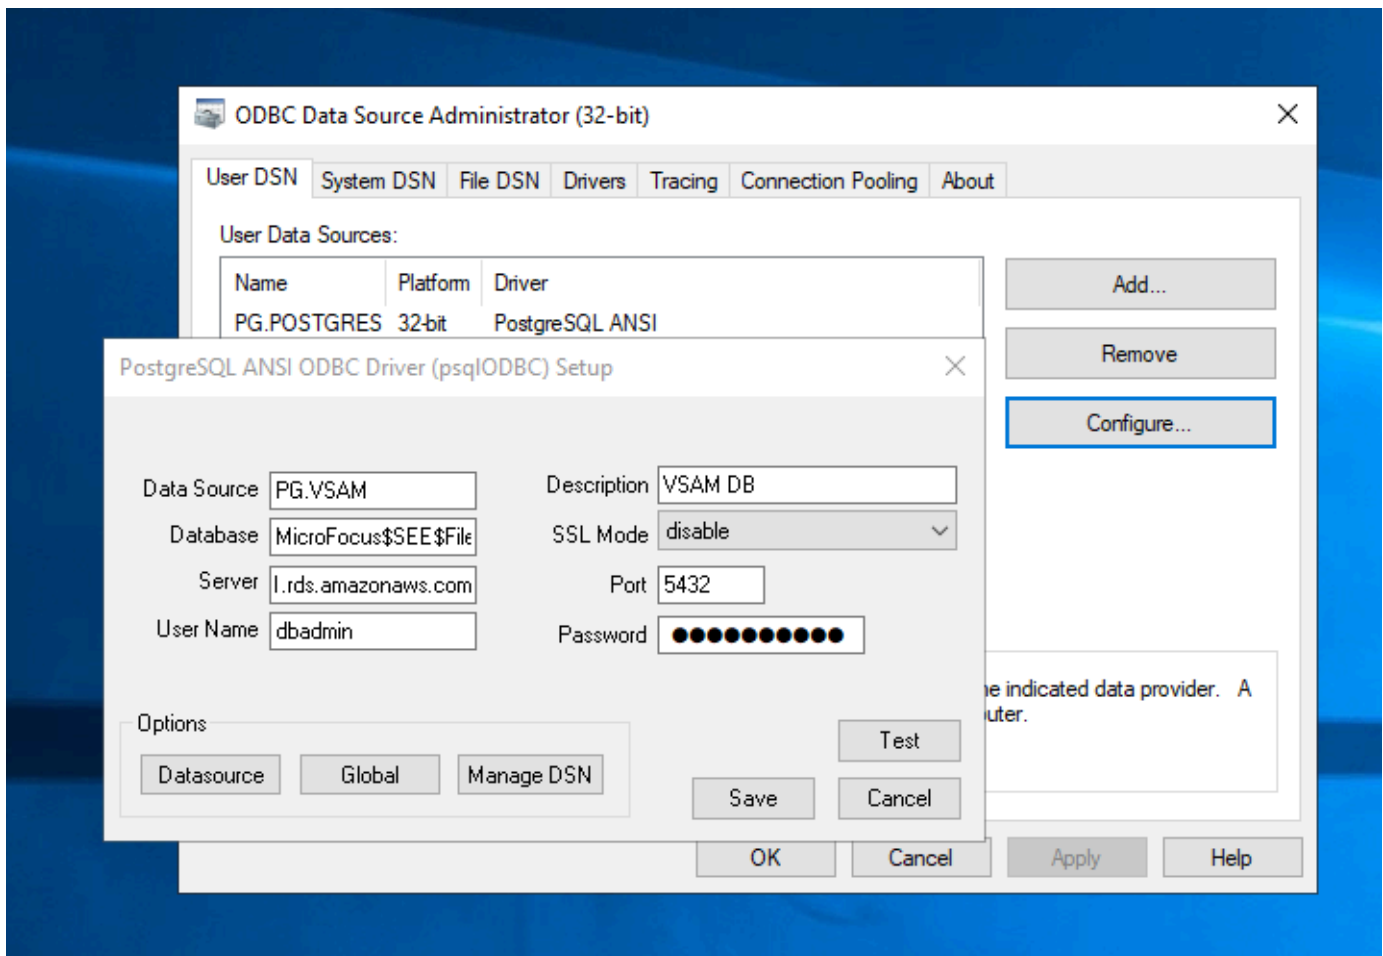 ODBC Data Source Administrator (32-bit)
User DSN System DSN File DSN Drivers Tracing Connection Pooling About
User Data Sources:
Name Platform Driver
PG.POSTGRES 32-bit PostgreSQL ANSI
Add...
Remove
Configure...
PostgreSQL ANSI ODBC Driver (psqlODBC) Setup
Data Source PG.VSAM Description VSAM DB
Database MicroFocus$SEE$File SSL Mode disable
Server l.rds.amazonaws.com Port 5432
User Name dbadmin Password ●●●●●●●●●●
indicated data provider. A
Options
Datasource Global Manage DSN
Test
Save Cancel
OK Cancel Apply Help